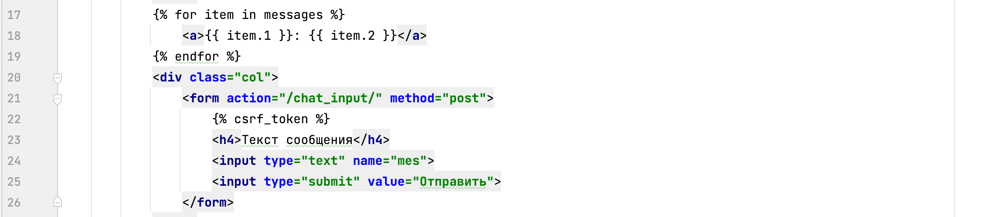 17 {% for item in messages %}
18 <a>{{ item.1 }}: {{ item.2 }}</a>
19 {% endfor %}
20 <div class="col">
21 <form action="/chat_input/" method="post">
22 {% csrf_token %}
23 <h4>Текст сообщения</h4>
24 <input type="text" name="mes">
25 <input type="submit" value="Отправить">
26 </form>